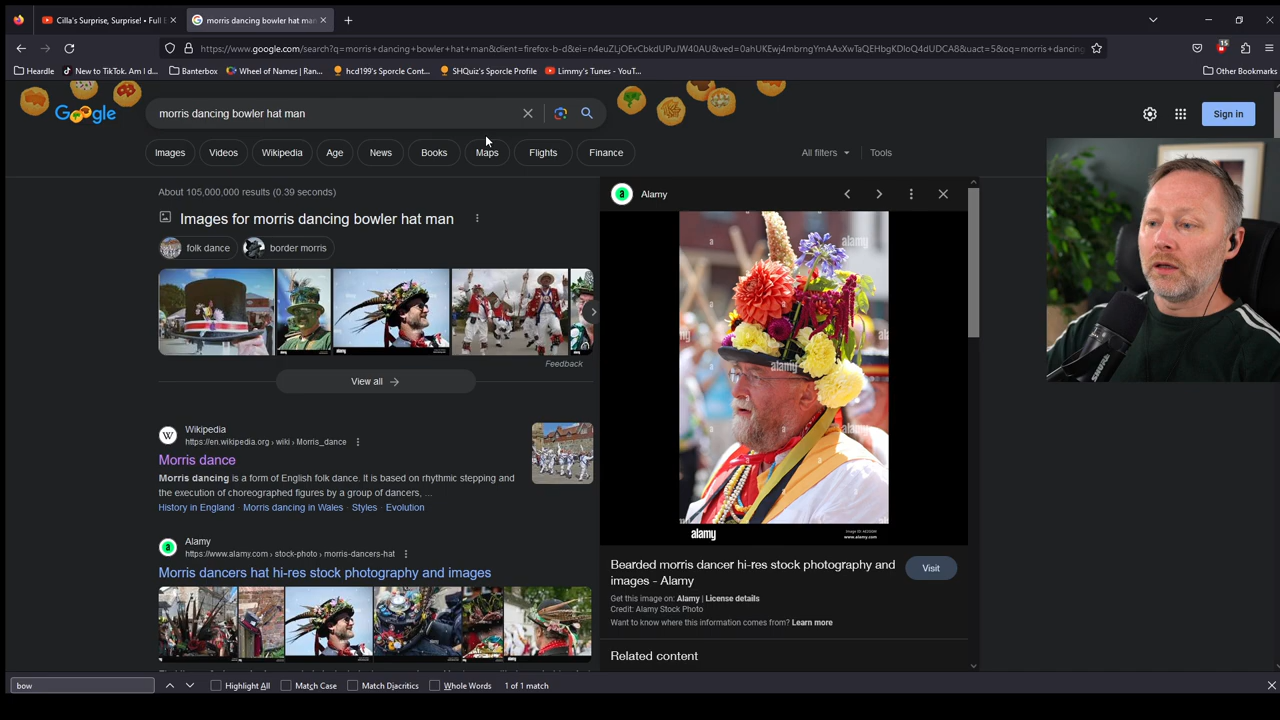 Cilla's Surprise, Surprise! • Full E
morris dancing bowler hat man
https://www.google.com/search?q=morris+dancing+bowler+hat+man&client=firefox-b-d&ei=n4euZLjOEvCbkdUPuJW40AU&ved=0ahUKEwj4mbrngYmAAxXwTaQEHbgKDloQ4dUDCA8&uact=5&oq=morris+dancing
15
Heardle
New to TikTok. Am I d...
Banterbox
Wheel of Names | Ran...
hcd199's Sporcle Cont...
SHQuiz's Sporcle Profile
Limmy's Tunes - YouT...
Other Bookmarks
Google
morris dancing bowler hat man
Sign in
Images
Videos
Wikipedia
Age
News
Books
Maps
Flights
Finance
All filters
Tools
About 105,000,000 results (0.39 seconds)
Images for morris dancing bowler hat man
folk dance
border morris
Feedback
View all
Wikipedia
https://en.wikipedia.org › wiki › Morris_dance
Morris dance
Morris dancing is a form of English folk dance. It is based on rhythmic stepping and
the execution of choreographed figures by a group of dancers, ...
History in England · Morris dancing in Wales · Styles · Evolution
Alamy
https://www.alamy.com › stock-photo › morris-dancers-hat
Morris dancers hat hi-res stock photography and images
Alamy
alamy
alamy
alamy
www.alamy.com
Bearded morris dancer hi-res stock photography and
images - Alamy
Visit
Get this image on: Alamy | License details
Credit: Alamy Stock Photo
Want to know where this information comes from? Learn more
Related content
bow
Highlight All
Match Case
Match Diacritics
Whole Words
1 of 1 match